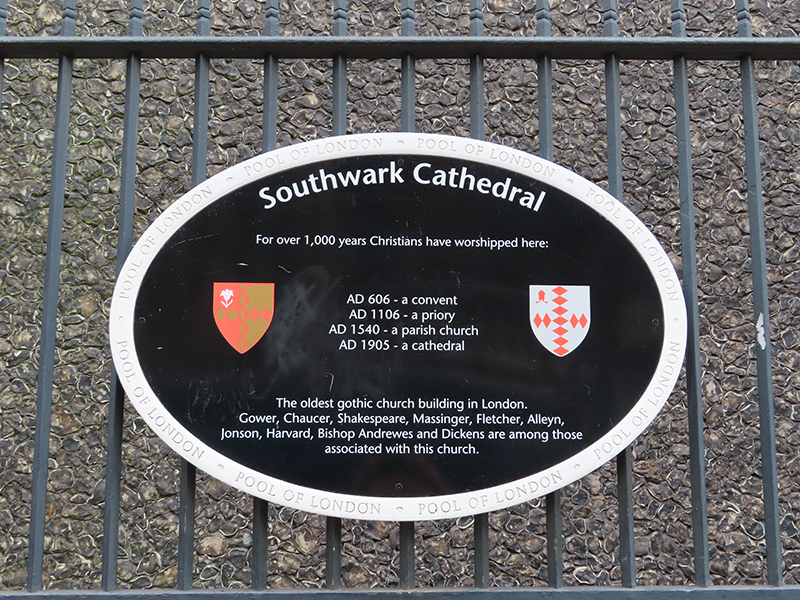 Southwark Cathedral
For over 1,000 years Christians have worshipped here:
AD 606 - a convent
AD 1106 - a priory
AD 1540 - a parish church
AD 1905 - a cathedral
The oldest gothic church building in London.
Gower, Chaucer, Shakespeare, Massinger, Fletcher, Alleyn,
Jonson, Harvard, Bishop Andrewes and Dickens are among those
associated with this church.
POOL OF LONDON - POOL OF LONDON - POOL OF LONDON - POOL OF LONDON - POOL OF LONDON - POOL OF LONDON - POOL OF LONDON - POOL OF LONDON